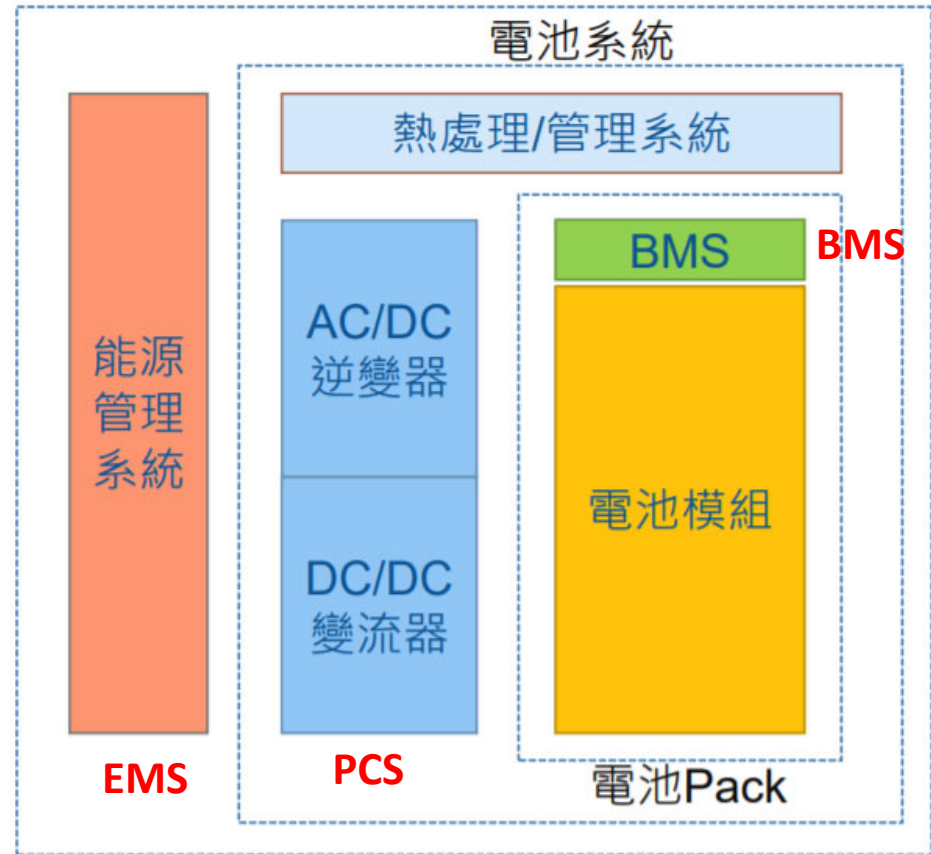 電池系統
熱處理/管理系統
能源
管理
系統
EMS
AC/DC
逆變器
DC/DC
變流器
PCS
BMS
BMS
電池模組
電池Pack